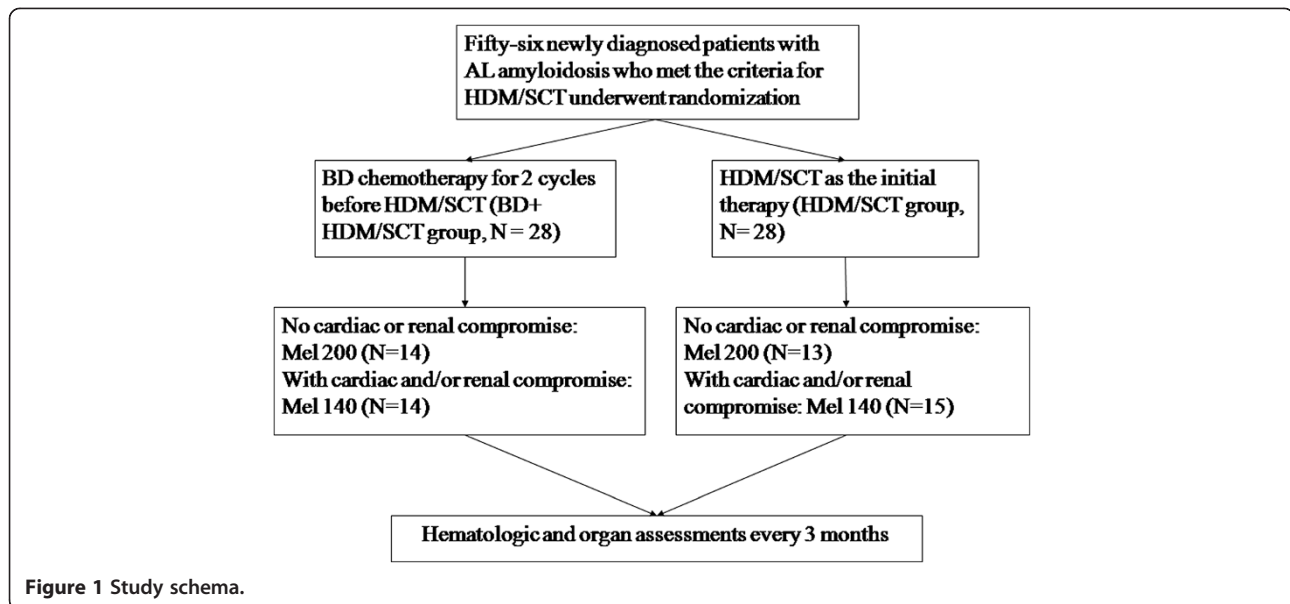 Fifty-six newly diagnosed patients with
AL amyloidosis who met the criteria for
HDM/SCT underwent randomization
BD chemotherapy for 2 cycles
before HDM/SCT (BD+
HDM/SCT group, N = 28)
HDM/SCT as the initial
therapy (HDM/SCT group,
N= 28)
No cardiac or renal compromise:
Mel 200 (N=14)
With cardiac and/or renal compromise:
Mel 140 (N=14)
No cardiac or renal compromise:
Mel 200 (N=13)
With cardiac and/or renal
compromise: Mel 140 (N=15)
Hematologic and organ assessments every 3 months
Figure 1 Study schema.